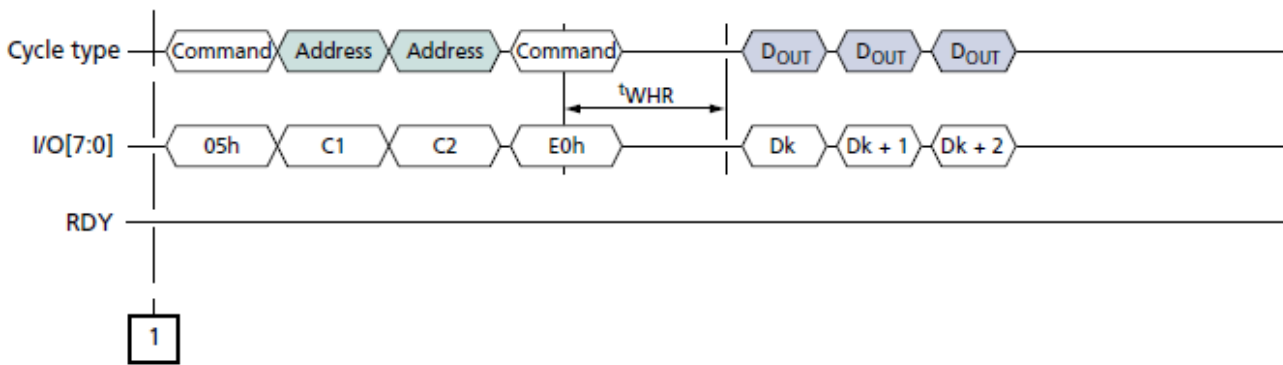 Cycle type Command Address Address Command DOUT DOUT DOUT
tWHR
I/O[7:0] 05h C1 C2 E0h Dk Dk + 1 Dk + 2
RDY
1